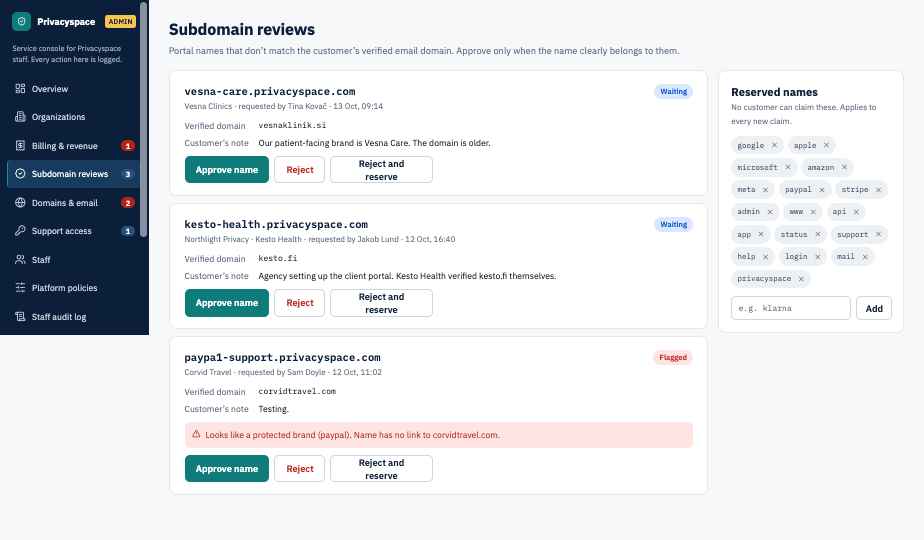 Privacyspace ADMIN
Service console for Privacyspace
staff. Every action here is logged.
Overview
Organizations
Billing & revenue 1
Subdomain reviews 3
Domains & email 2
Support access 1
Staff
Platform policies
Staff audit log
Subdomain reviews
Portal names that don't match the customer's verified email domain. Approve only when the name clearly belongs to them.
vesna-care.privacyspace.com Waiting
Vesna Clinics · requested by Tina Kovač · 13 Oct, 09:14
Verified domain vesnaklinik.si
Customer's note Our patient-facing brand is Vesna Care. The domain is older.
Approve name Reject Reject and
reserve
kesto-health.privacyspace.com Waiting
Northlight Privacy · Kesto Health · requested by Jakob Lund · 12 Oct, 16:40
Verified domain kesto.fi
Customer's note Agency setting up the client portal. Kesto Health verified kesto.fi themselves.
Approve name Reject Reject and
reserve
paypa1-support.privacyspace.com Flagged
Corvid Travel · requested by Sam Doyle · 12 Oct, 11:02
Verified domain corvidtravel.com
Customer's note Testing.
Looks like a protected brand (paypal). Name has no link to corvidtravel.com.
Approve name Reject Reject and
reserve
Reserved names
No customer can claim these. Applies to
every new claim.
google × apple ×
microsoft × amazon ×
meta × paypal × stripe ×
admin × www × api ×
app × status × support ×
help × login × mail ×
privacyspace ×
e.g. klarna Add